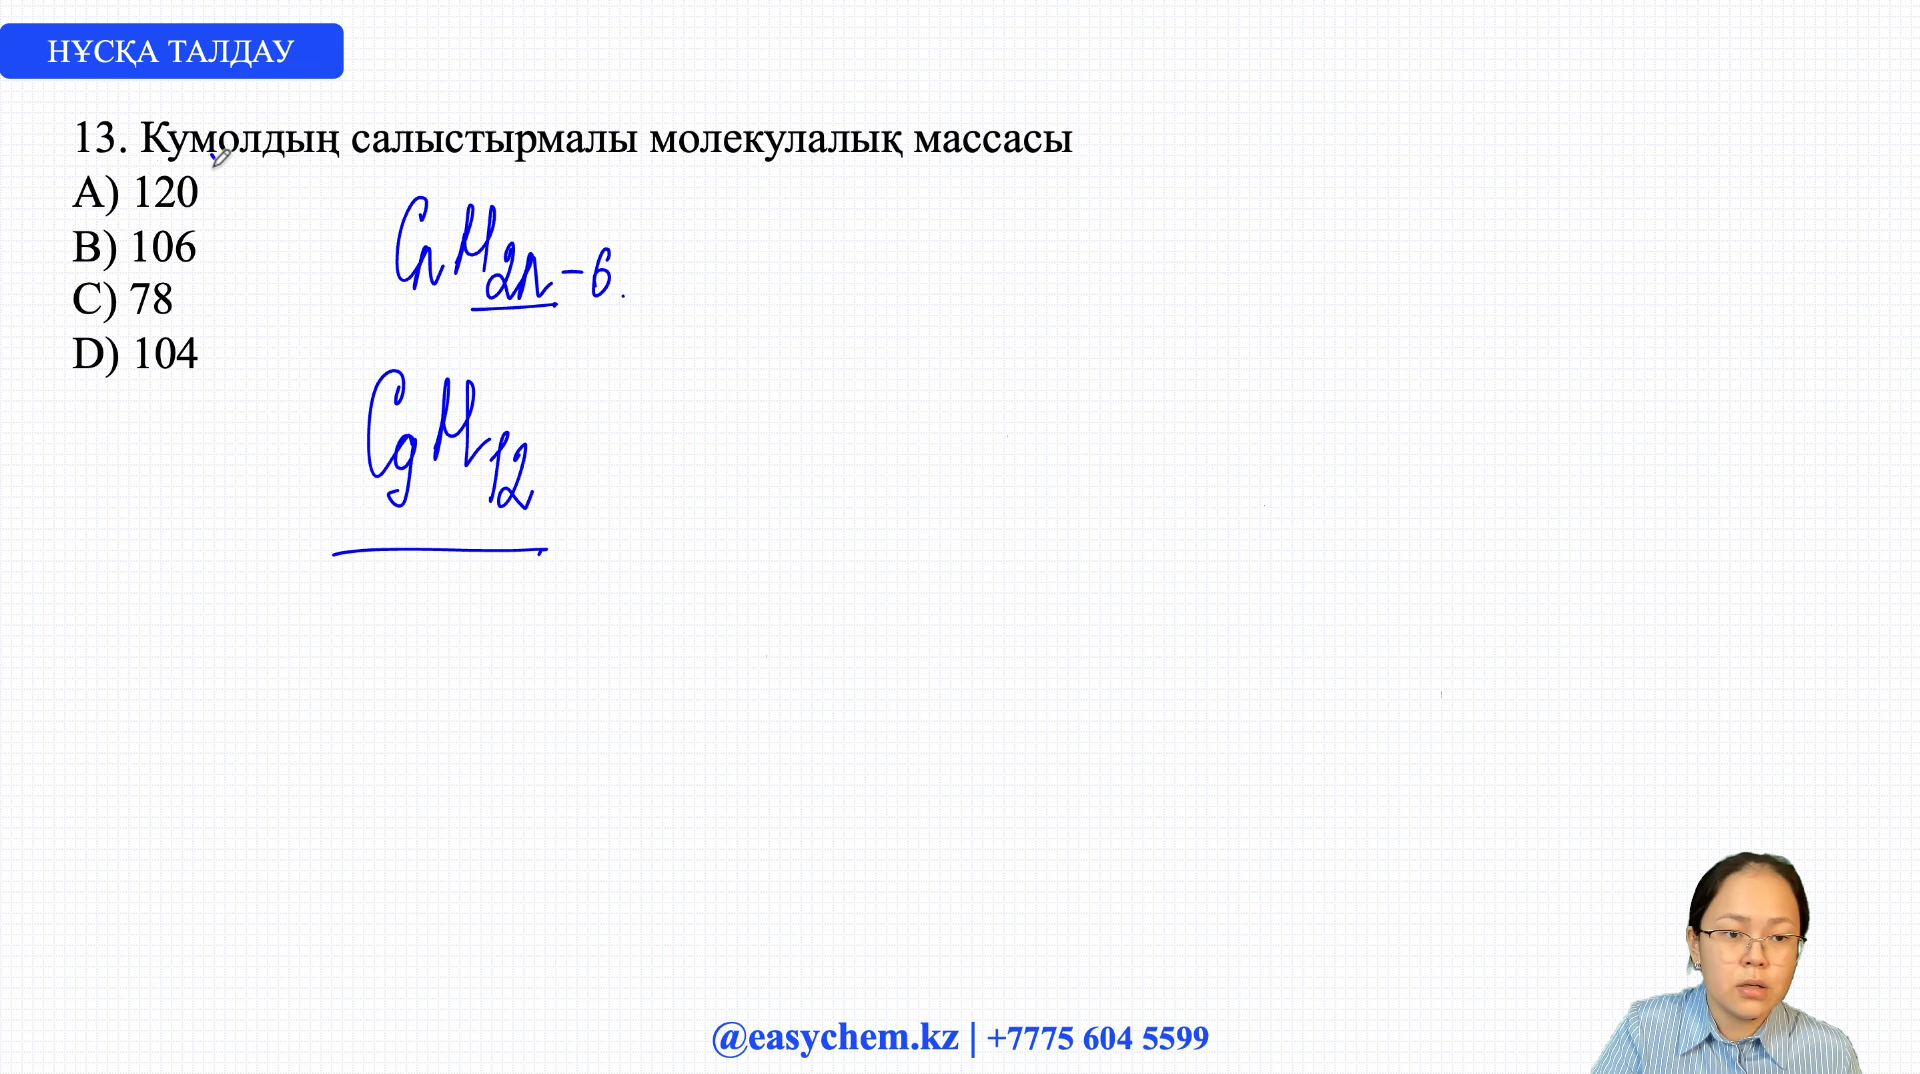 НҰСҚА ТАЛДАУ
13. Кумолдың салыстырмалы молекулалық массасы
A) 120
B) 106
C) 78
D) 104
CnH2n-6.
C9H12
@easychem.kz | +7775 604 5599